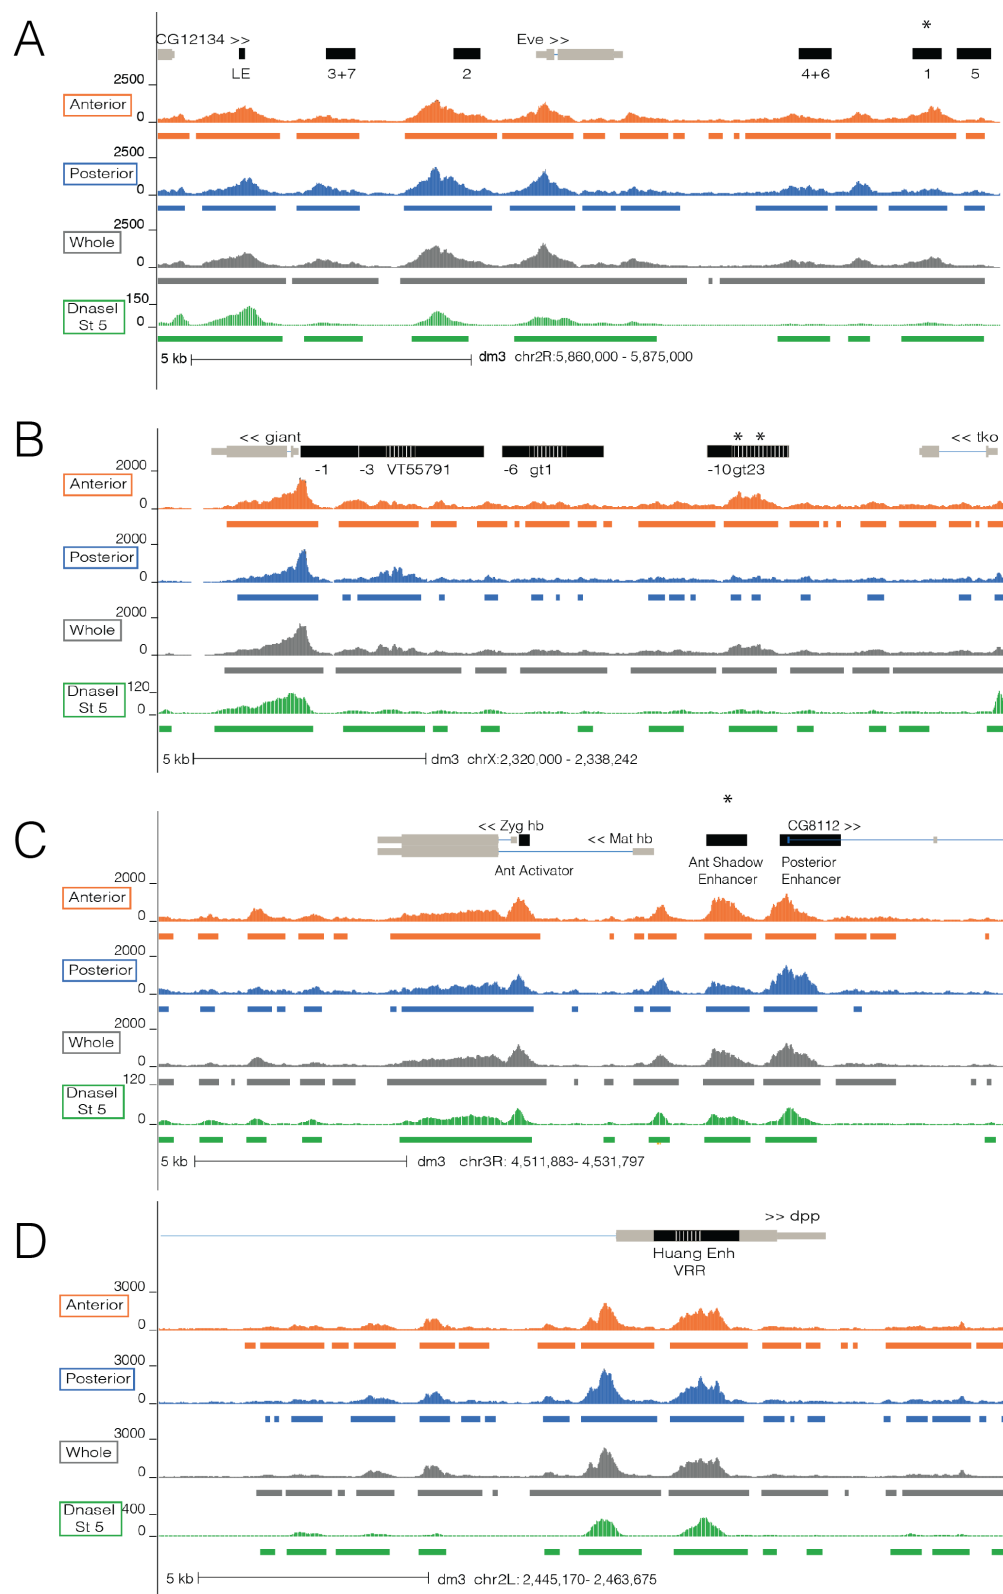 A
*
CG12134 >> Eve >>
LE 3+7 2 4+6 1 5
2500
Anterior
0
2500
Posterior
0
2500
Whole
0
150
DnaseI
St 5
0
5 kb dm3 chr2R:5,860,000 - 5,875,000
B
<< giant * * << tko
-1 -3 VT55791 -6 gt1 -10gt23
2000
Anterior
0
2000
Posterior
0
2000
Whole
0
120
DnaseI
St 5
0
5 kb dm3 chrX:2,320,000 - 2,338,242
C
*
<< Zyg hb << Mat hb CG8112 >>
Ant Activator
Ant Shadow
Enhancer
Posterior
Enhancer
2000
Anterior
0
2000
Posterior
0
2000
Whole
0
120
DnaseI
St 5
0
5 kb dm3 chr3R: 4,511,883- 4,531,797
D
>> dpp
Huang Enh
VRR
3000
Anterior
0
3000
Posterior
0
3000
Whole
0
400
DnaseI
St 5
0
5 kb dm3 chr2L: 2,445,170- 2,463,675